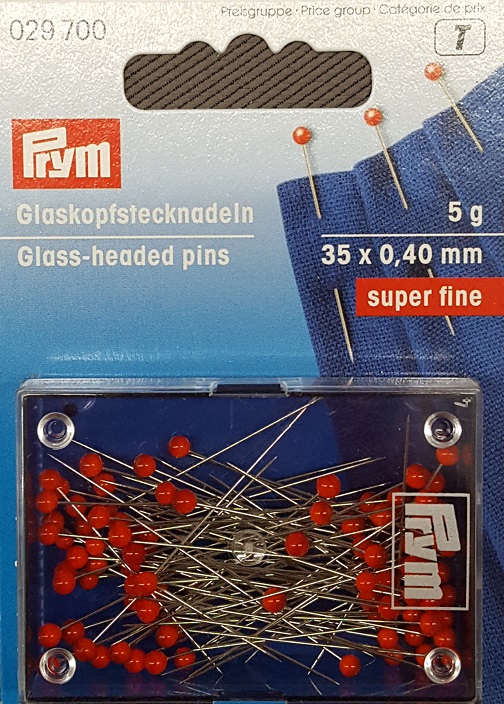 Preisgruppe · Price group · Catégorie de prix
029 700
T
Prym
Glaskopfstecknadeln
5 g
Glass-headed pins
35 x 0,40 mm
super fine
Prym